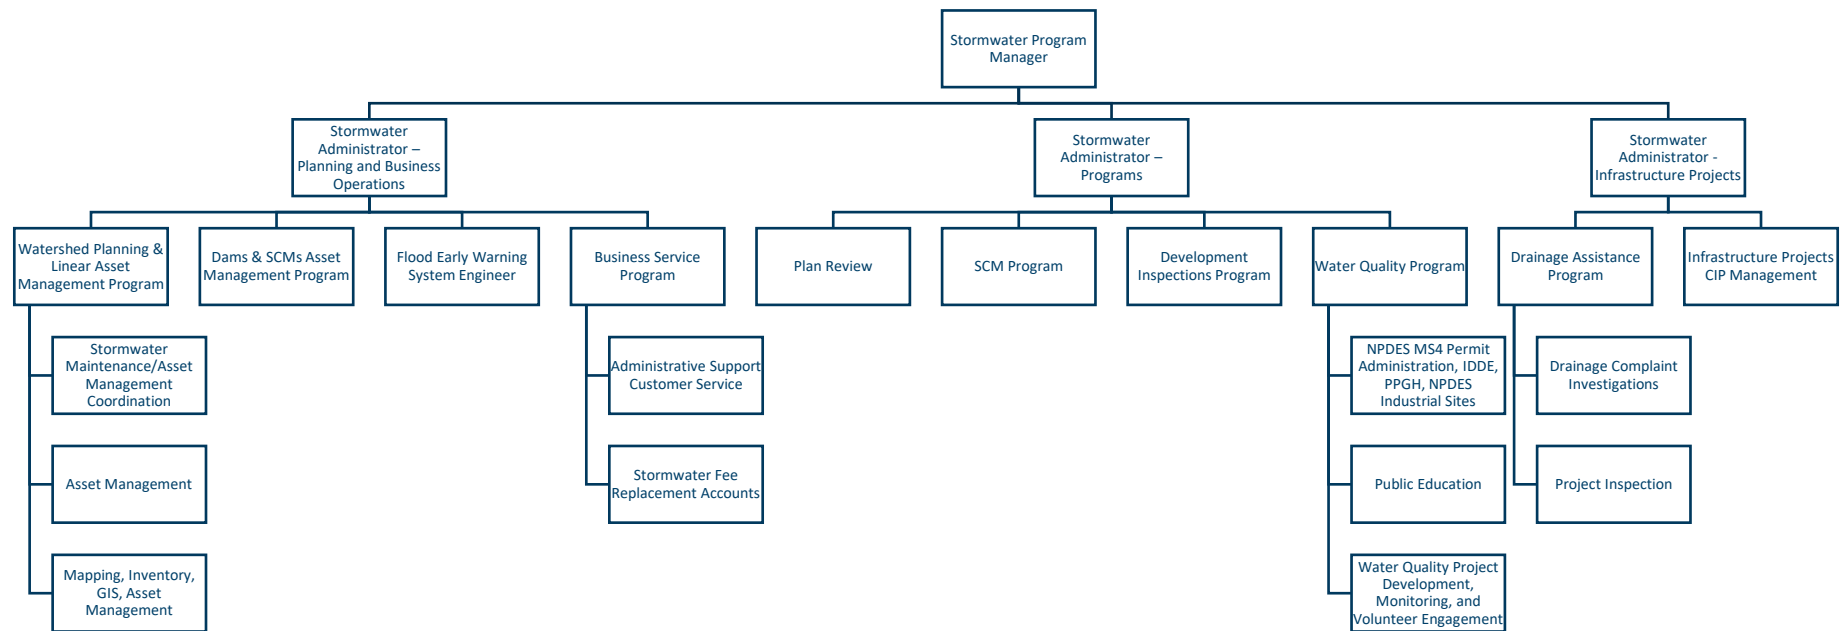 Stormwater Program
Manager
Stormwater
Administrator –
Planning and Business
Operations
Stormwater
Administrator –
Programs
Stormwater
Administrator -
Infrastructure Projects
Watershed Planning &
Linear Asset
Management Program
Dams & SCMs Asset
Management Program
Flood Early Warning
System Engineer
Business Service
Program
Plan Review
SCM Program
Development
Inspections Program
Water Quality Program
Drainage Assistance
Program
Infrastructure Projects
CIP Management
Stormwater
Maintenance/Asset
Management
Coordination
Administrative Support
Customer Service
NPDES MS4 Permit
Administration, IDDE,
PPGH, NPDES
Industrial Sites
Drainage Complaint
Investigations
Asset Management
Stormwater Fee
Replacement Accounts
Public Education
Project Inspection
Mapping, Inventory,
GIS, Asset
Management
Water Quality Project
Development,
Monitoring, and
Volunteer Engagement